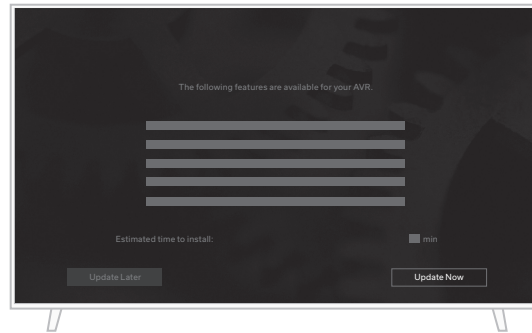 The following features are available for your AVR.
Estimated time to install:
min
Update Later
Update Now